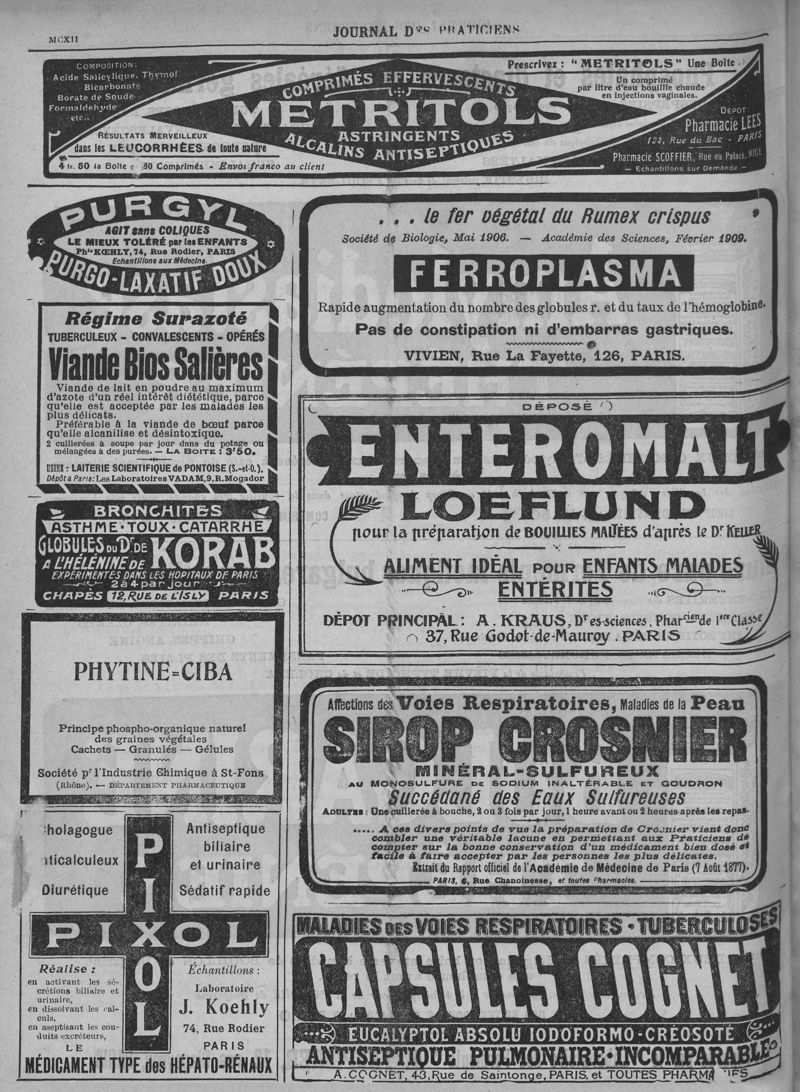 MCXII
JOURNAL DES PRATICIENS
COMPOSITION:
Acide Salicylique, Thymol
Bicarbonate
Borate de Soude
Formaldehyde
etc.
COMPRIMÉS EFFERVESCENTS
METRITOLS
ASTRINGENTS
ALCALINS ANTISEPTIQUES
RÉSULTATS MERVEILLEUX
dans les LEUCORRHÉES de toute nature
4 fr. 50 la Boîte 30 Comprimés - Envoi franco au client
Prescrivez : "METRITOLS" Une Boîte.
Un comprimé
par litre d'eau bouillie chaude
en injections vaginales.
DÉPOT
Pharmacie LEES
124, Rue du Bac - PARIS
Pharmacie SCOFFIER, Rue du Palais, NICE
— Echantillons sur Demande —
PURGYL
AGIT sans COLIQUES
LE MIEUX TOLÉRÉ par les ENFANTS
Phie KŒHLY, 74, Rue Rodier, PARIS
Echantillons aux Médecins.
PURGO-LAXATIF DOUX
Régime Surazoté
TUBERCULEUX - CONVALESCENTS - OPÉRÉS
Viande Bios Salières
Viande de lait en poudre au maximum
d'azote d'un réel intérêt diététique, parce
qu'elle est acceptée par les malades les
plus délicats.
Préférable à la viande de bœuf parce
qu'elle alcanilise et désintoxique.
2 cuillerées à soupe par jour dans du potage ou
mélangées à des purées. — LA BOITE : 3f50.
USINE : LAITERIE SCIENTIFIQUE de PONTOISE (S.-et-O.).
Dépôt à Paris: Les Laboratoires VADAM, 9, R. Mogador
BRONCHITES
ASTHME · TOUX · CATARRHE
GLOBULES DU Dr DE KORAB
A L'HÉLÉNINE DE
EXPÉRIMENTÉS DANS LES HOPITAUX DE PARIS
2 à 4 par jour
CHAPÈS 12, RUE DE L'ISLY PARIS
PHYTINE=CIBA
Principe phospho-organique naturel
des graines végétales
Cachets — Granulés — Gélules
Société pr l'Industrie Chimique à St-Fons
(Rhône). — DÉPARTEMENT PHARMACEUTIQUE
holagogue
nticalculeux
Diurétique
Antiseptique
biliaire
et urinaire
Sédatif rapide
PIXOL
PIXOL
Réalise :
en activant les sé-
crétions biliaire et
urinaire,
en dissolvant les cal-
culs,
en aseptisant les con-
duits excréteurs,
LE
Échantillons :
Laboratoire
J. Koehly
74, Rue Rodier
PARIS
MÉDICAMENT TYPE des HÉPATO-RÉNAUX
. . . le fer végétal du Rumex crispus
Société de Biologie, Mai 1906. — Académie des Sciences, Février 1909.
FERROPLASMA
Rapide augmentation du nombre des globules r. et du taux de l'hémoglobine.
Pas de constipation ni d'embarras gastriques.
VIVIEN, Rue La Fayette, 126, PARIS.
DÉPOSÉ
ENTEROMALT
LOEFLUND
pour la préparation de BOUILLIES MALTÉES d'après le Dr KELLER
ALIMENT IDÉAL POUR ENFANTS MALADES
ENTÉRITES
DÉPOT PRINCIPAL : A. KRAUS, Dr es-sciences, Pharcien de 1ère Classe
37, Rue Godot-de-Mauroy. PARIS
Affections des Voies Respiratoires, Maladies de la Peau
SIROP CROSNIER
MINÉRAL-SULFUREUX
AU MONOSULFURE DE SODIUM INALTÉRABLE ET GOUDRON
Succédané des Eaux Sulfureuses
ADULTES : Une cuillerée à bouche, 2 ou 3 fois par jour, 1 heure avant ou 2 heures après les repas.
..... A ces divers points de vue la préparation de Crosnier vient donc
combler une véritable lacune en permettant aux Praticiens de
compter sur la bonne conservation d'un médicament bien dosé et
facile à faire accepter par les personnes les plus délicates.
Extrait du Rapport officiel de l'Académie de Médecine de Paris (7 Août 1877).
PARIS, 6, Rue Chanoinesse, et toutes Pharmacies.
MALADIES DES VOIES RESPIRATOIRES · TUBERCULOSES
CAPSULES COGNET
EUCALYPTOL ABSOLU IODOFORMO-CRÉOSOTÉ
ANTISEPTIQUE PULMONAIRE·INCOMPARABLE
A. COGNET, 43, Rue de Saintonge, PARIS, et TOUTES PHARMA IES